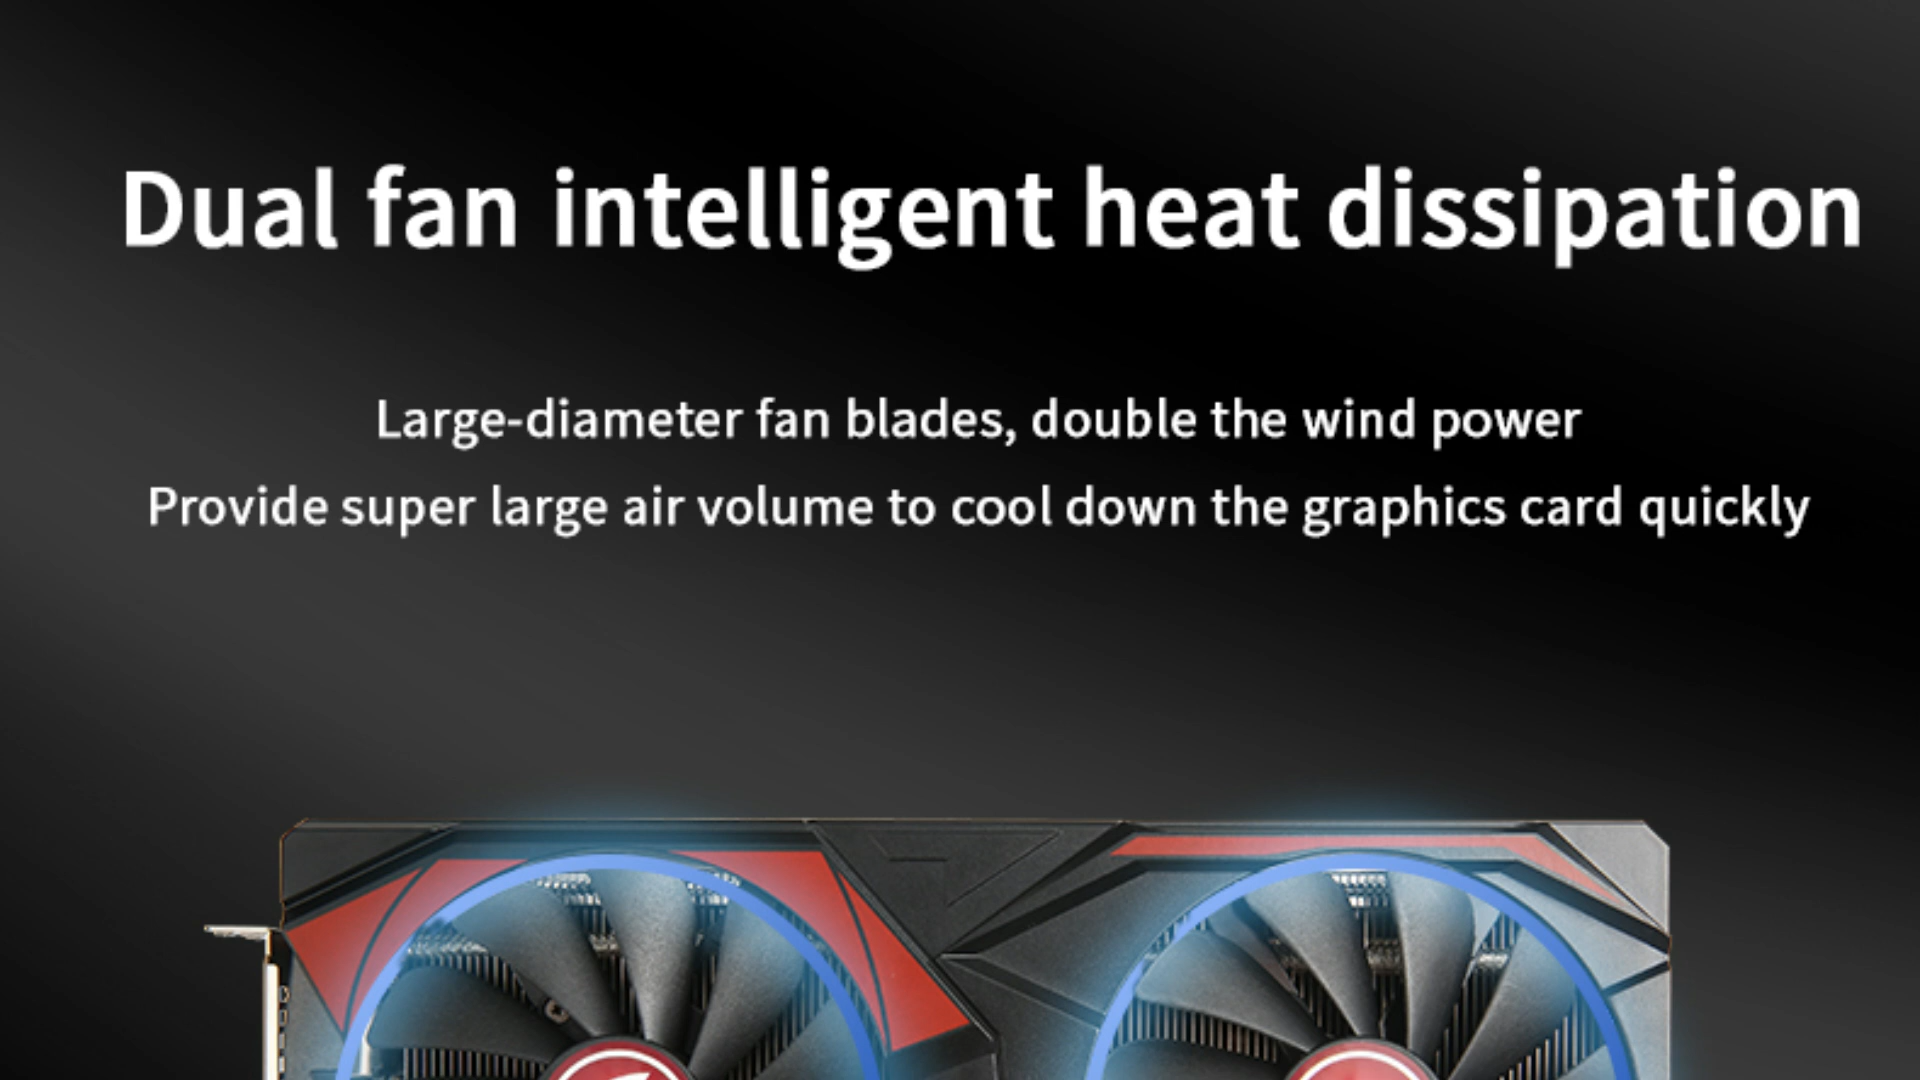 Dual fan intelligent heat dissipation
Large-diameter fan blades, double the wind power
Provide super large air volume to cool down the graphics card quickly